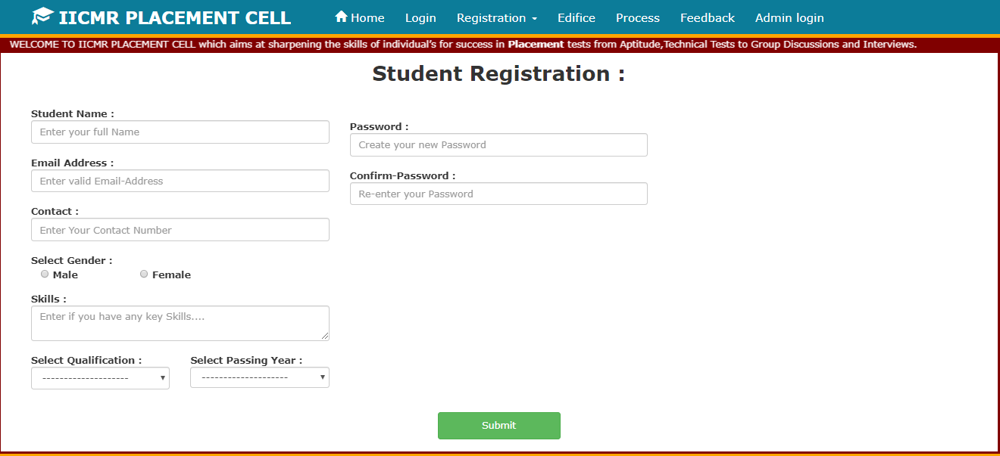 IICMR PLACEMENT CELL Home Login Registration Edifice Process Feedback Admin login
WELCOME TO IICMR PLACEMENT CELL which aims at sharpening the skills of individual's for success in Placement tests from Aptitude,Technical Tests to Group Discussions and Interviews.
Student Registration :
Student Name :
Enter your full Name
Email Address :
Enter valid Email-Address
Contact :
Enter Your Contact Number
Select Gender :
Male Female
Skills :
Enter if you have any key Skills....
Select Qualification : Select Passing Year :
-------------------- --------------------
Password :
Create your new Password
Confirm-Password :
Re-enter your Password
Submit